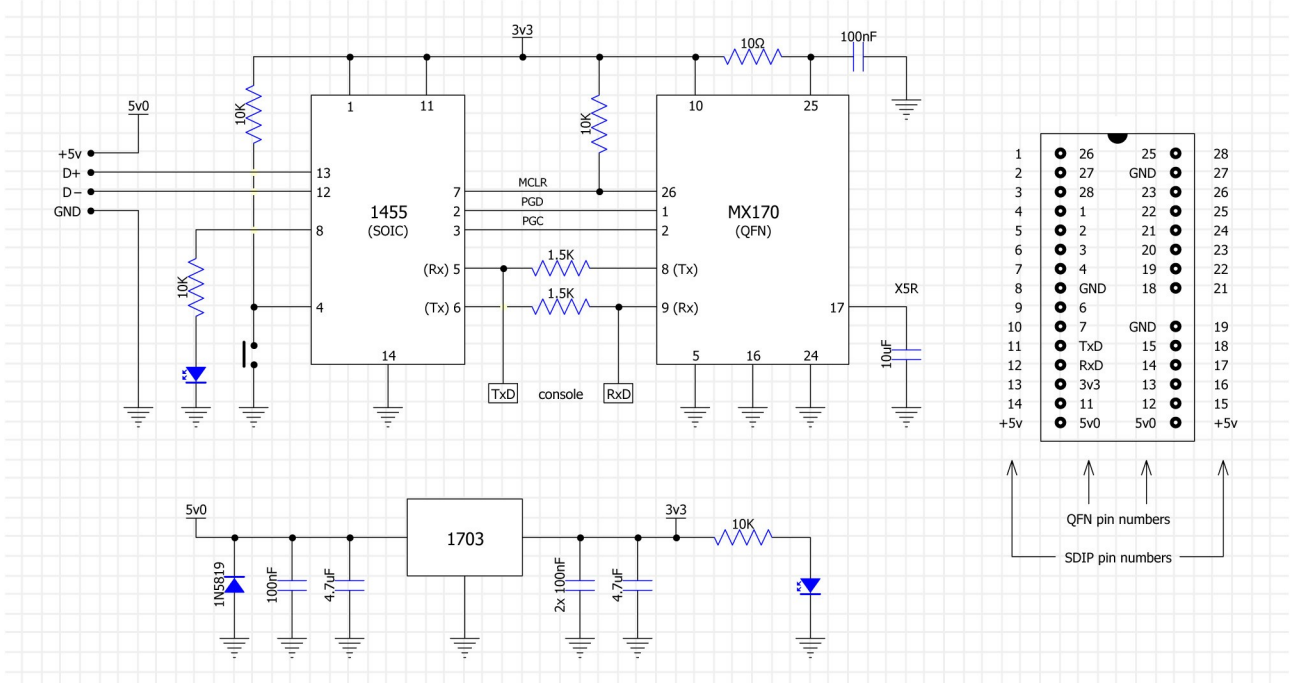 3v3
10Ω
100nF
10K
1
11
10K
10
25
5v0
+5v
D+
D−
GND
13
12
8
4
10K
1455
(SOIC)
7
2
3
(Rx) 5
(Tx) 6
14
MCLR
PGD
PGC
1.5K
1.5K
TxD
console
RxD
26
1
2
8 (Tx)
9 (Rx)
MX170
(QFN)
17
5
16
24
X5R
10uF
1 26 25 28
2 27 GND 27
3 28 23 26
4 1 22 25
5 2 21 24
6 3 20 23
7 4 19 22
8 GND 18 21
9 6
10 7 GND 19
11 TxD 15 18
12 RxD 14 17
13 3v3 13 16
14 11 12 15
+5v 5v0 5v0 +5v
QFN pin numbers
SDIP pin numbers
5v0
1N5819
100nF
4.7uF
1703
2x 100nF
4.7uF
3v3
10K